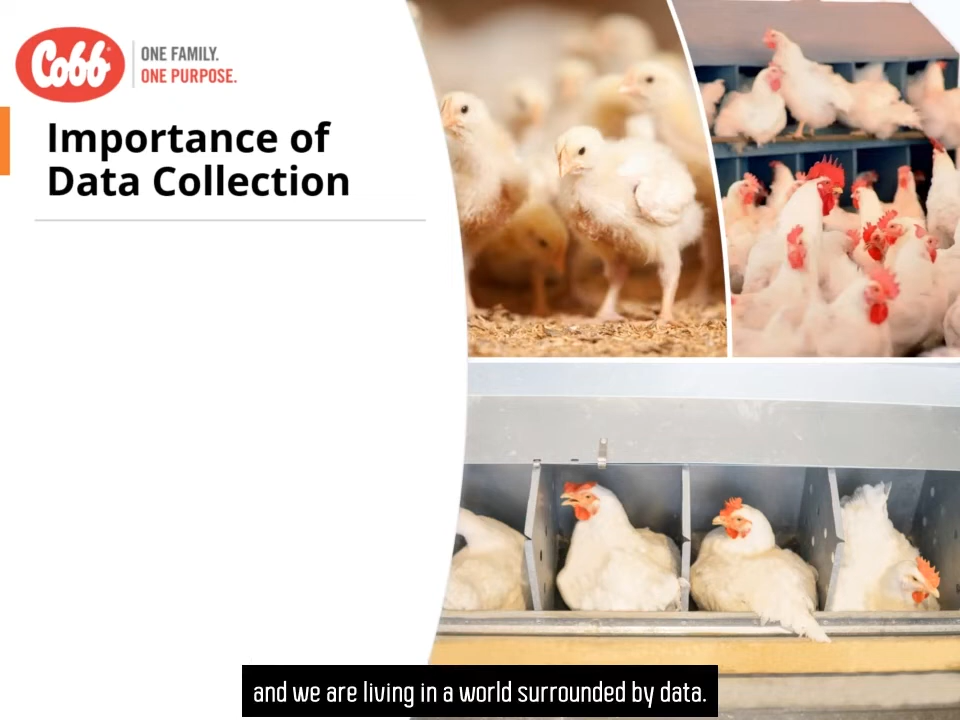 Cobb
ONE FAMILY.
ONE PURPOSE.
Importance of
Data Collection
and we are living in a world surrounded by data.